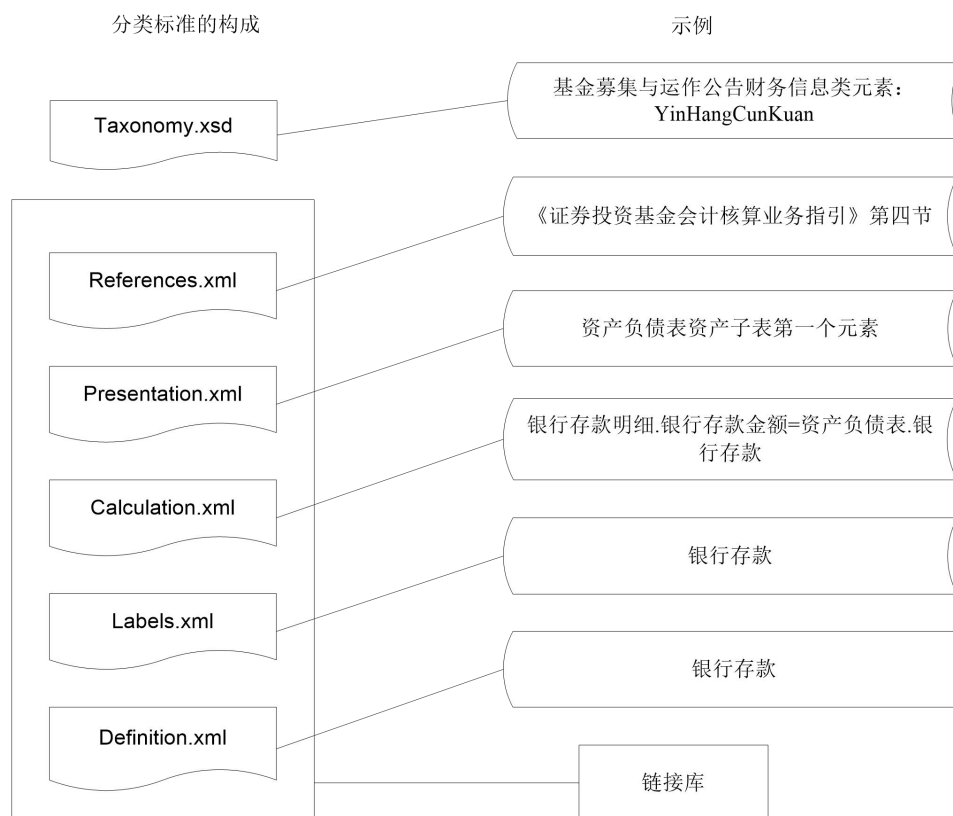 分类标准的构成
示例
Taxonomy.xsd
基金募集与运作公告财务信息类元素：
YinHangCunKuan
References.xml
《证券投资基金会计核算业务指引》第四节
Presentation.xml
资产负债表资产子表第一个元素
Calculation.xml
银行存款明细.银行存款金额=资产负债表.银
行存款
Labels.xml
银行存款
Definition.xml
银行存款
链接库